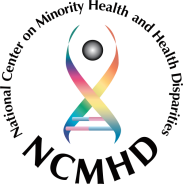 National Center on Minority Health and Health Disparities
NCMHD